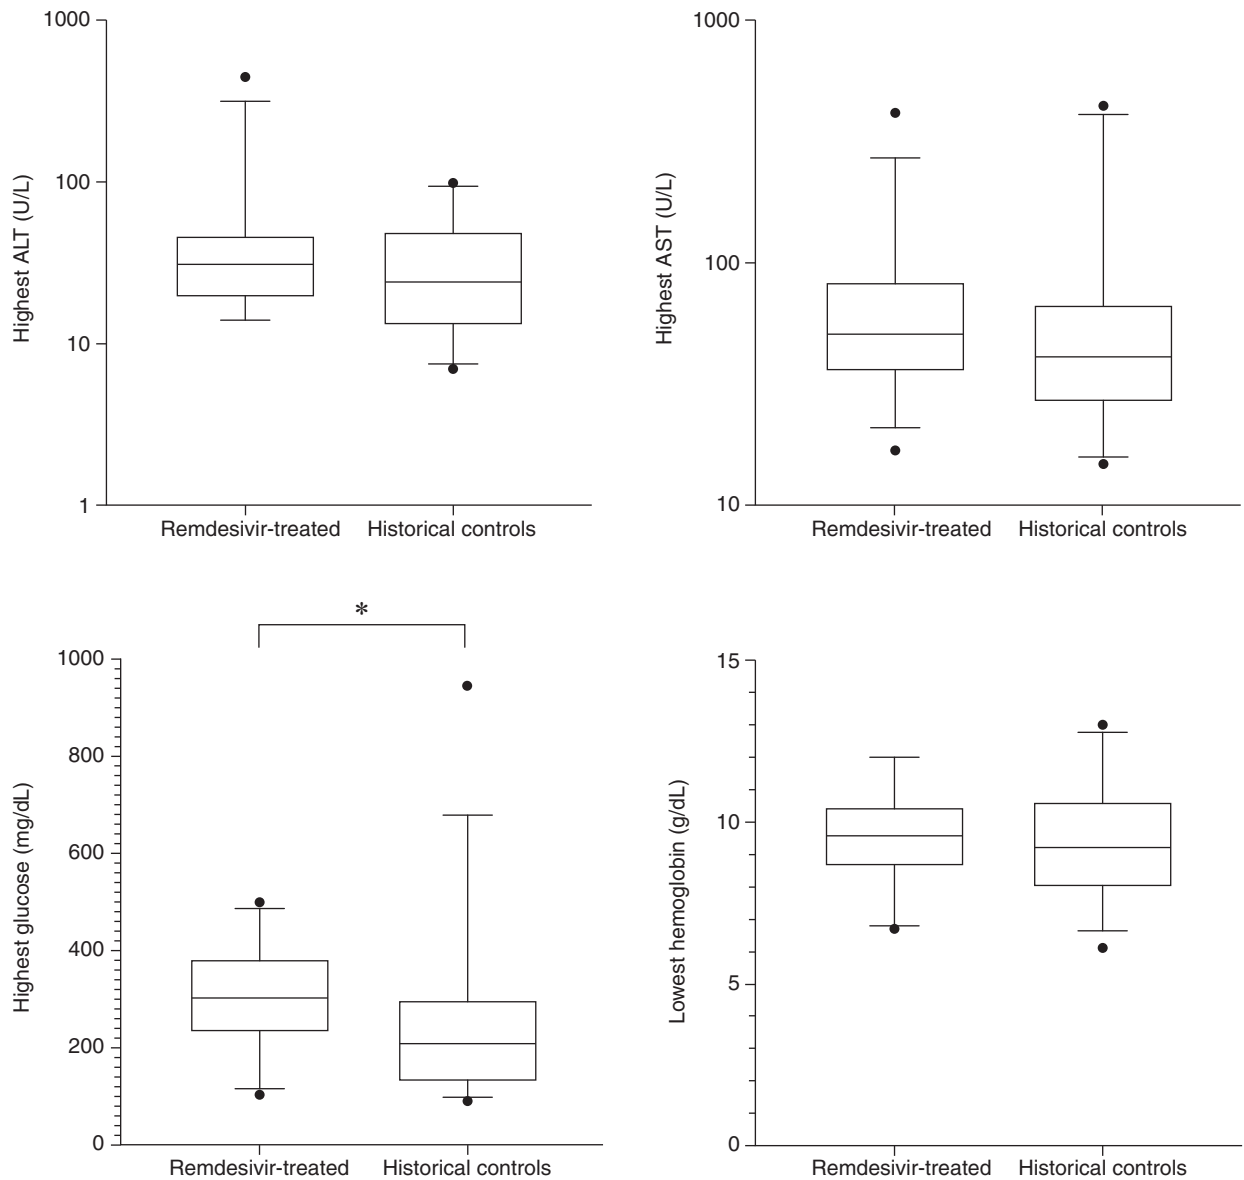 1000
100
10
1
Highest ALT (U/L)
Remdesivir-treated
Historical controls
1000
100
10
Highest AST (U/L)
Remdesivir-treated
Historical controls
*
1000
800
600
400
200
0
Highest glucose (mg/dL)
Remdesivir-treated
Historical controls
15
10
5
0
Lowest hemoglobin (g/dL)
Remdesivir-treated
Historical controls